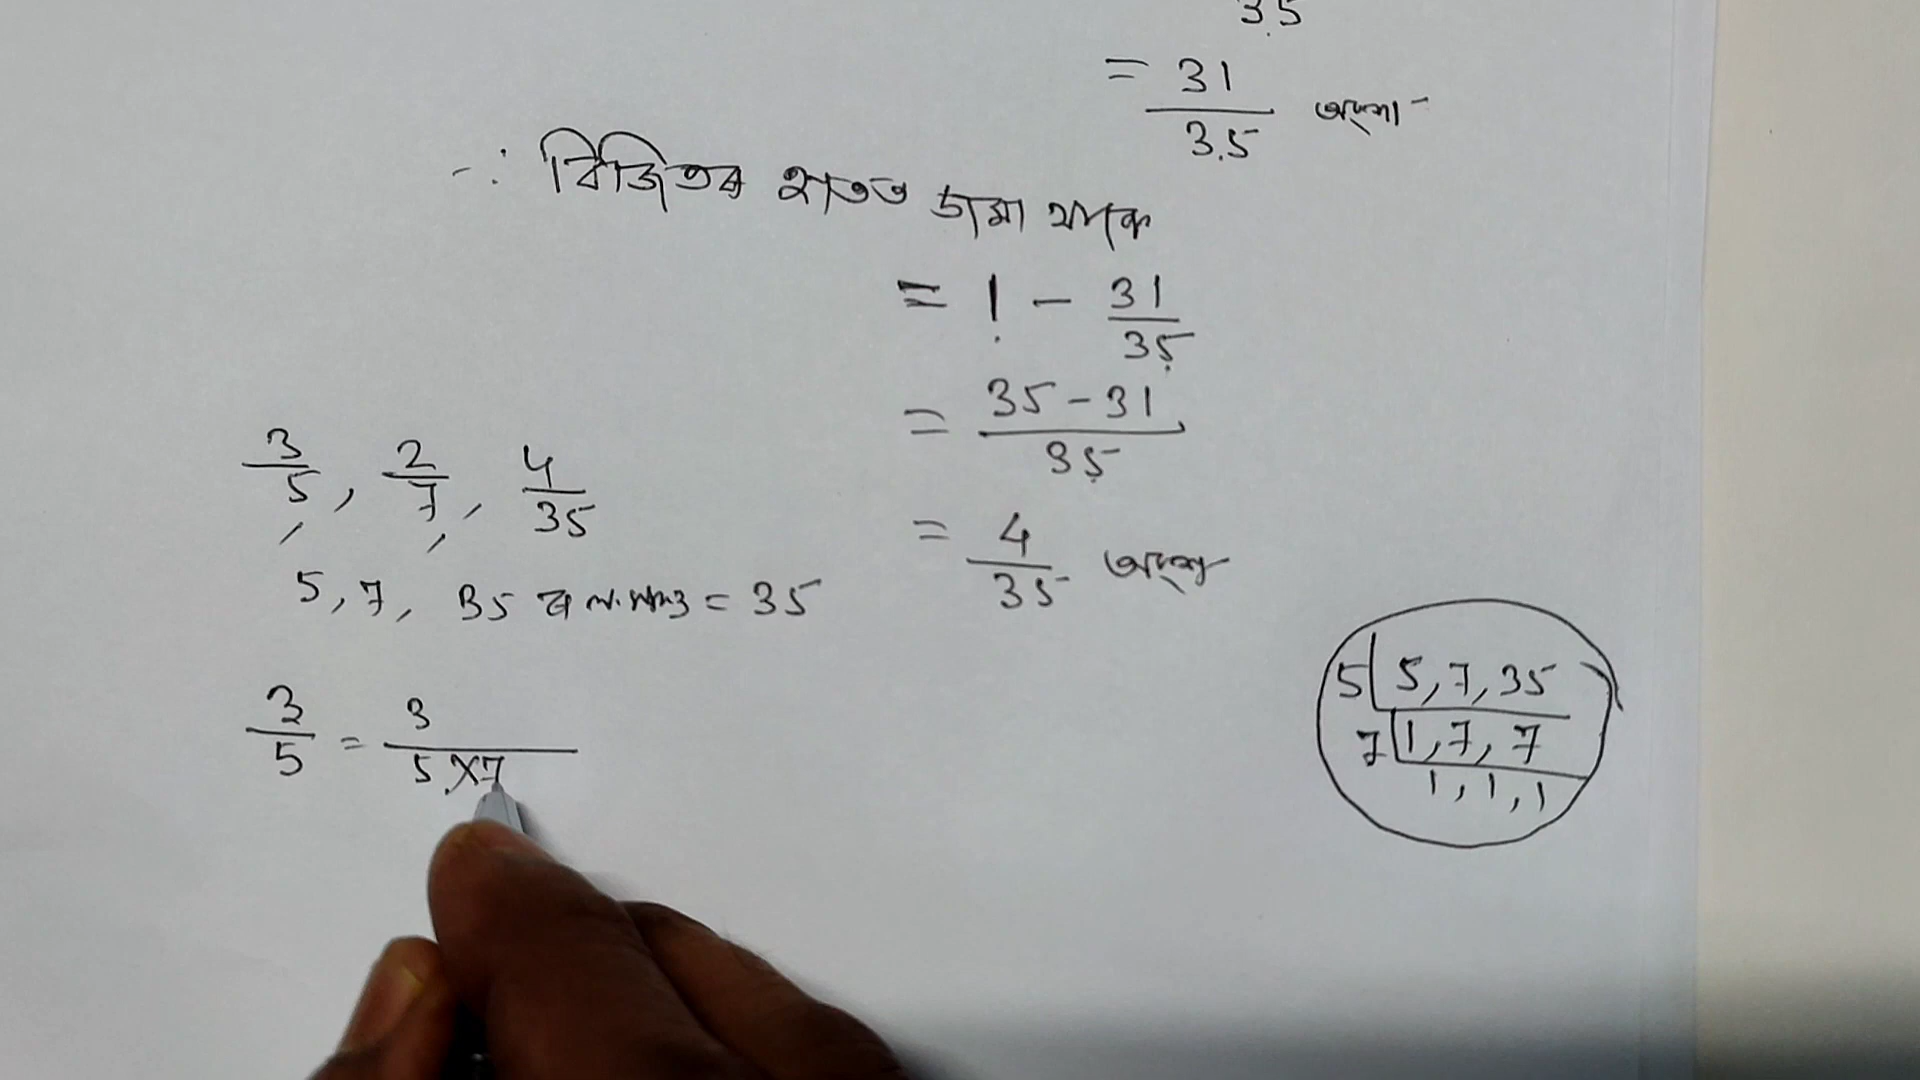 35
= 31/35 অংশ
∴ বিজিতৰ হাতত জমা থাকে
= 1 - 31/35
= 35-31/35
= 4/35 অংশ
3/5, 2/7, 4/35
5, 7, 35 ৰ ল.সা.গু = 35
3/5 = 3/5×7
5 | 5, 7, 35
7 | 1, 7, 7
1, 1, 1